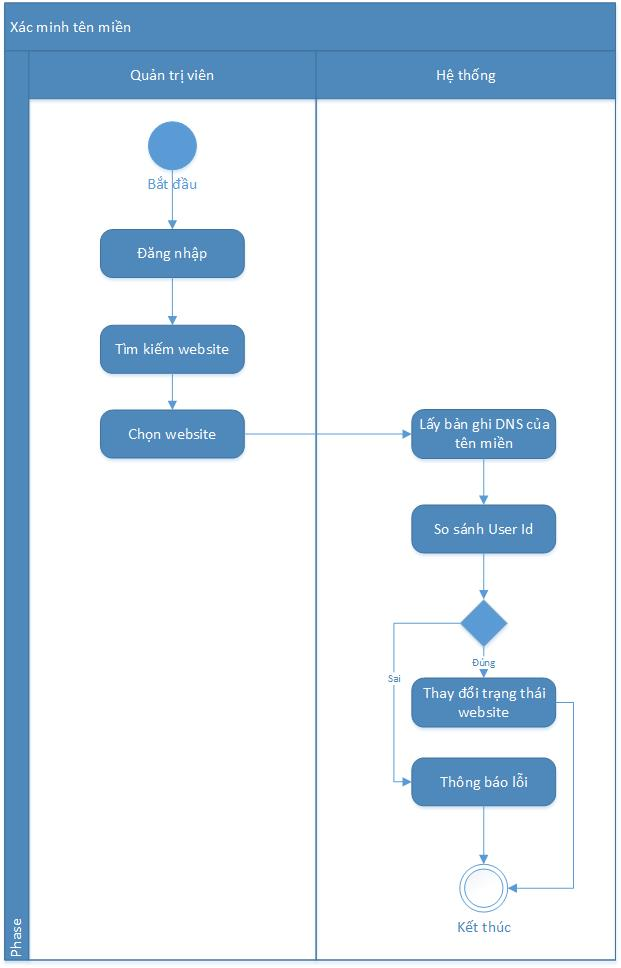 Xác minh tên miền
Quản trị viên
Hệ thống
Bắt đầu
Đăng nhập
Tìm kiếm website
Chọn website
Lấy bản ghi DNS của
tên miền
So sánh User Id
Đúng
Sai
Thay đổi trạng thái
website
Thông báo lỗi
Kết thúc
Phase